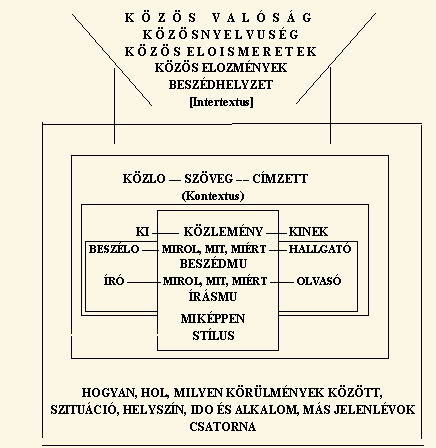 KÖZÖS VALÓSÁG
KÖZÖSNYELVUSÉG
KÖZÖS ELOISMERETEK
KÖZÖS ELOZMÉNYEK
BESZÉDHELYZET
[Intertextus]
KÖZLO — SZÖVEG –– CÍMZETT
(Kontextus)
KI — KÖZLEMÉNY — KINEK
BESZÉLO — MIROL, MIT, MIÉRT — HALLGATÓ
BESZÉDMU
ÍRÓ — MIROL, MIT, MIÉRT — OLVASÓ
ÍRÁSMU
MIKÉPPEN
STÍLUS
HOGYAN, HOL, MILYEN KÖRÜLMÉNYEK KÖZÖTT,
SZITUÁCIÓ, HELYSZÍN, IDO ÉS ALKALOM, MÁS JELENLÉVOK
CSATORNA